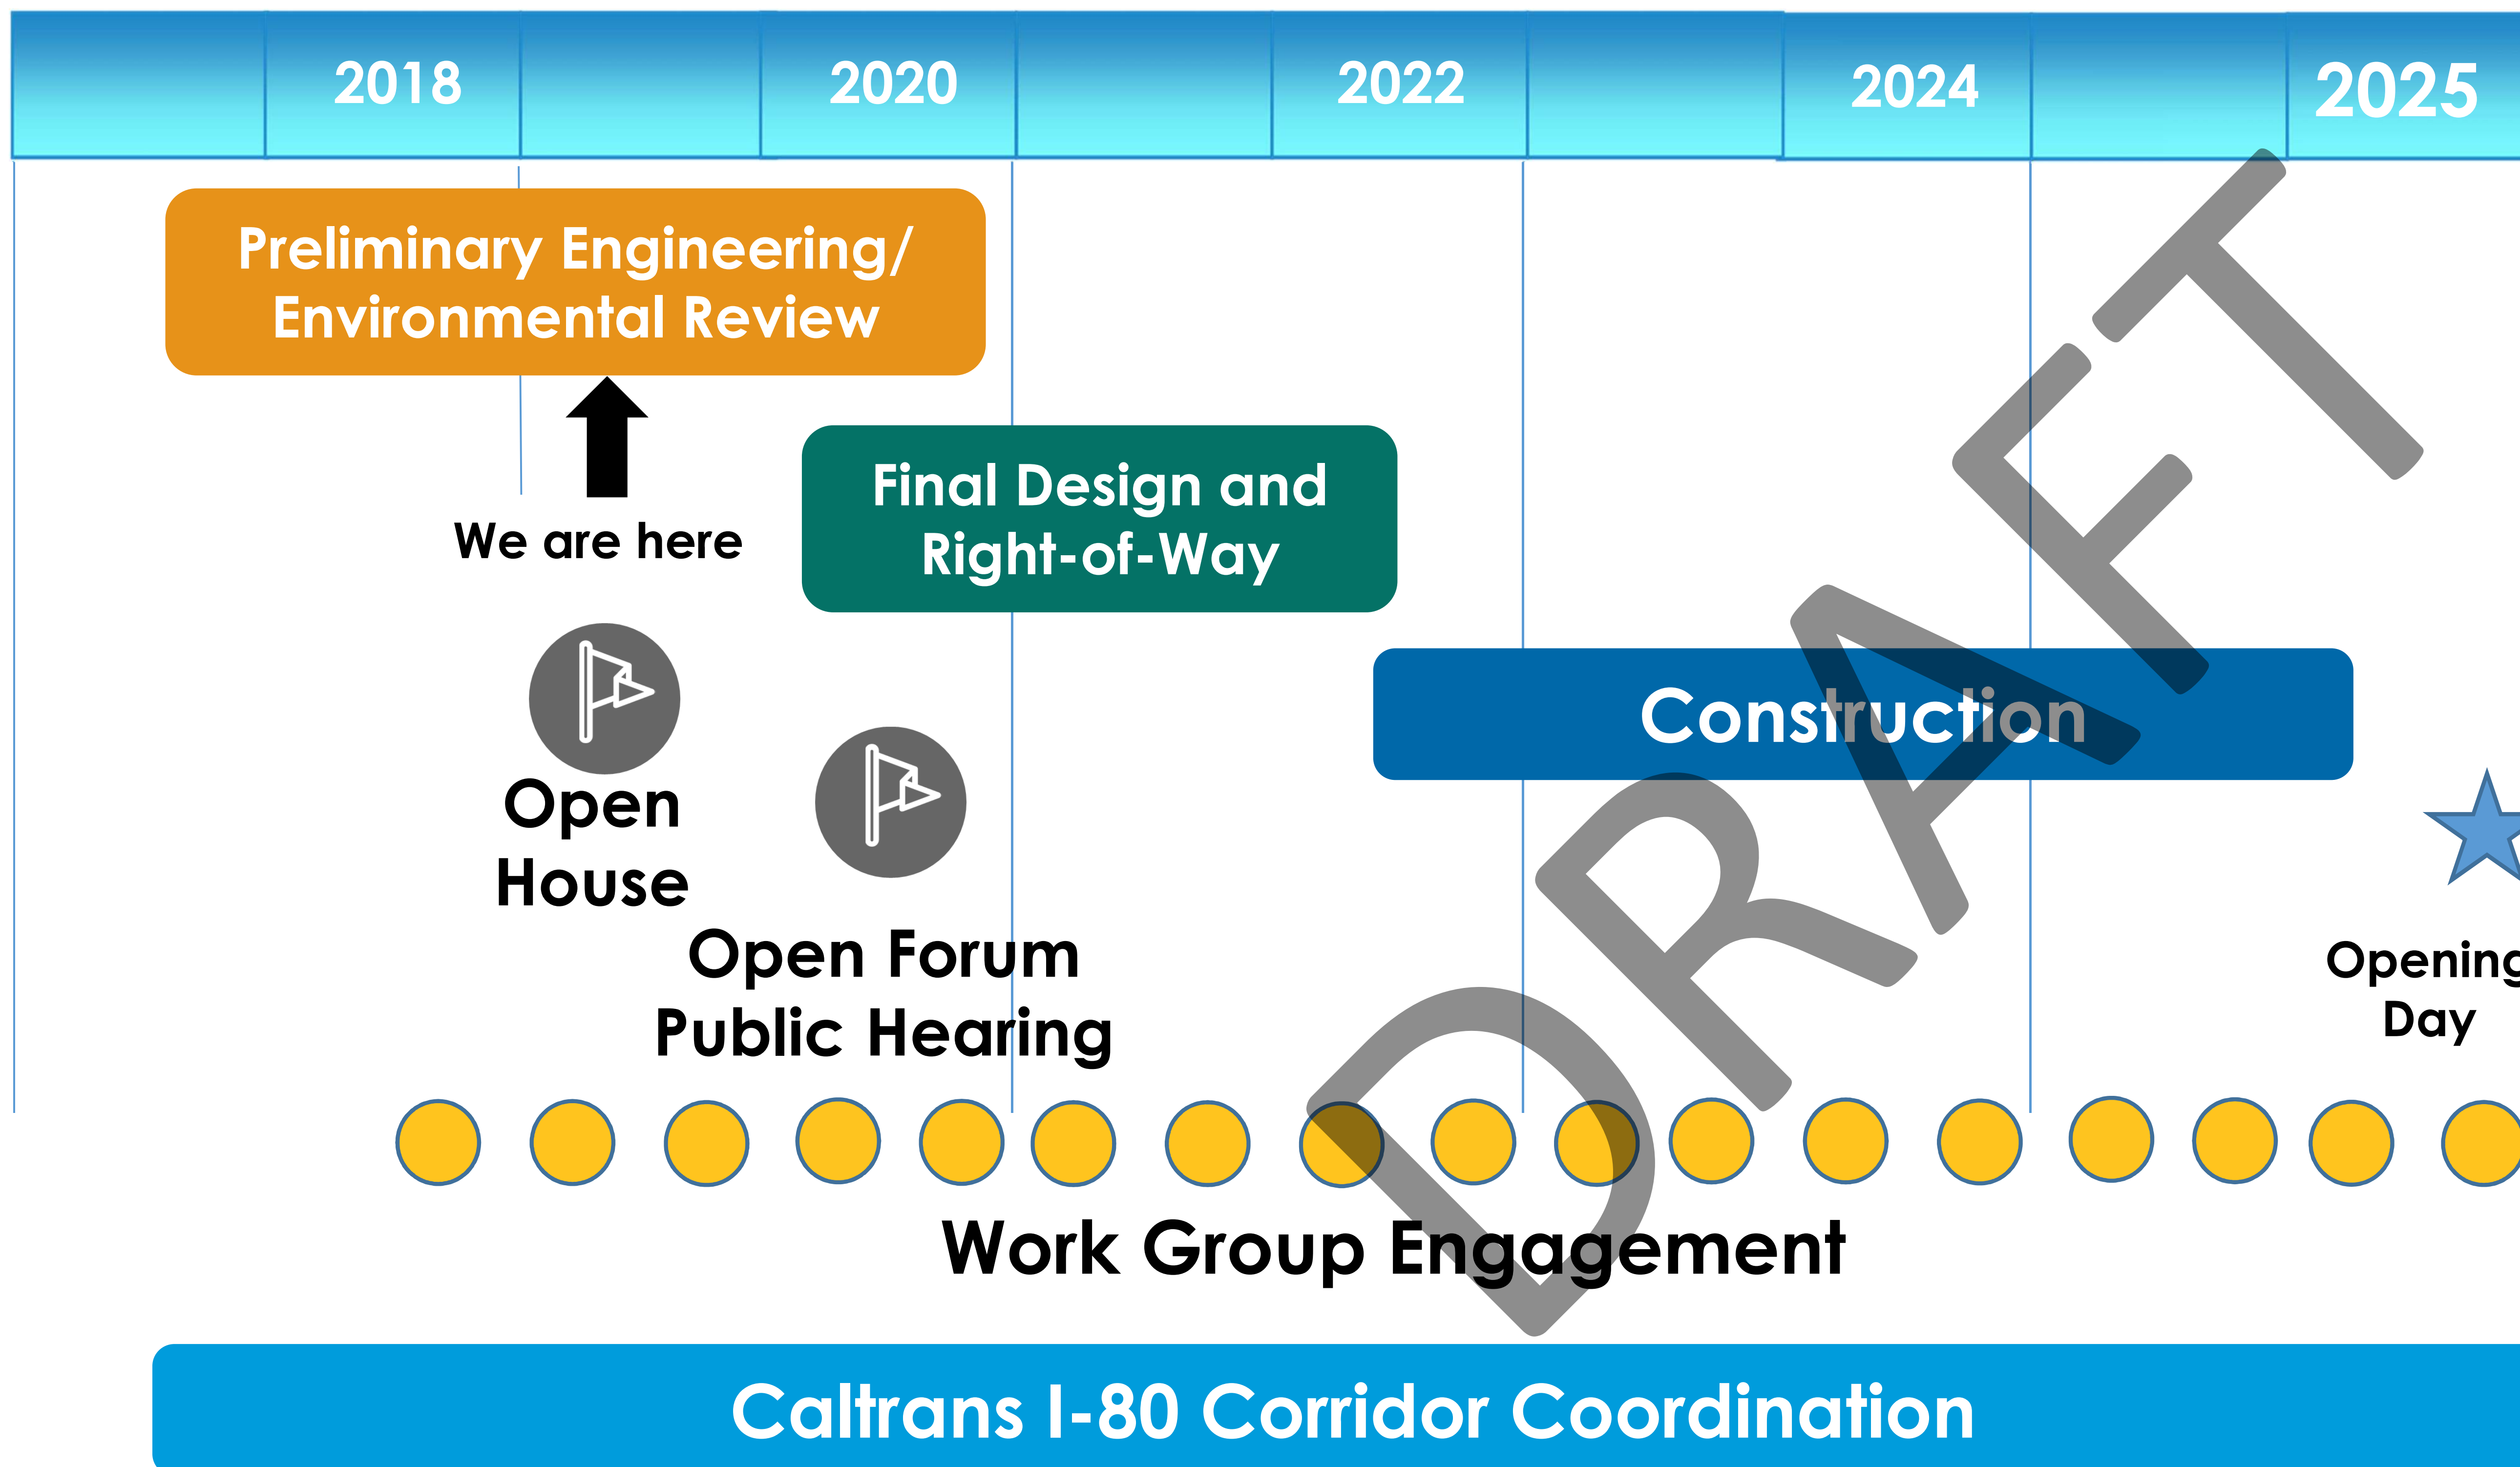 2018 2020 2022 2024 2025
Preliminary Engineering/
Environmental Review
We are here
Final Design and
Right-of-Way
Construction
Open
House
Open Forum
Public Hearing
Opening
Day
Work Group Engagement
Caltrans I-80 Corridor Coordination
DRAFT